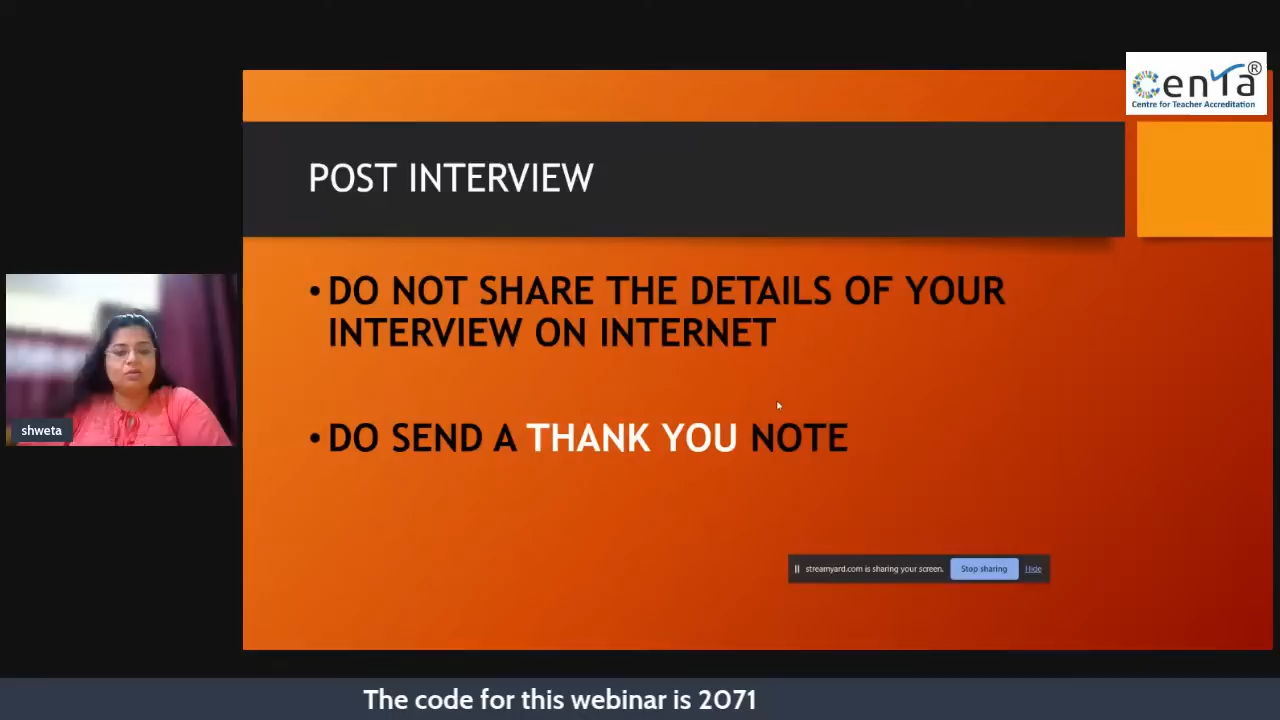 CENTA®
Centre for Teacher Accreditation
POST INTERVIEW
• DO NOT SHARE THE DETAILS OF YOUR
INTERVIEW ON INTERNET
• DO SEND A THANK YOU NOTE
shweta
streamyard.com is sharing your screen. Stop sharing Hide
The code for this webinar is 2071